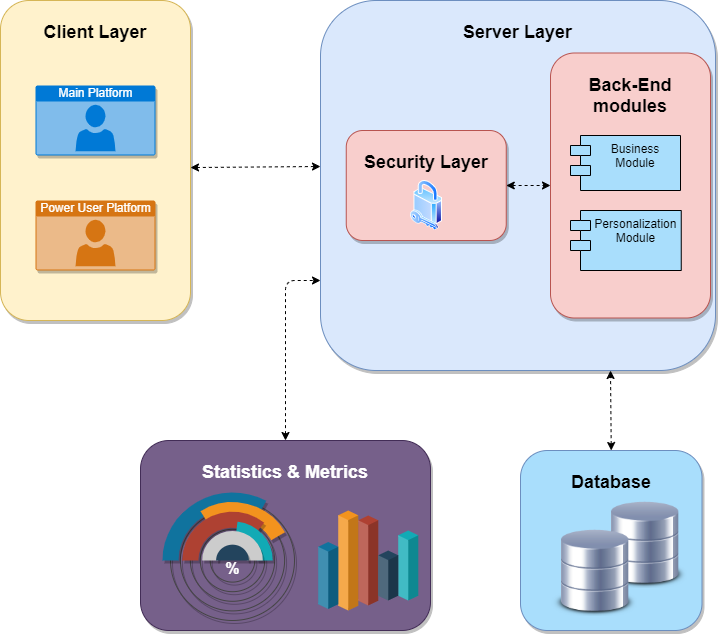 Client Layer
Main Platform
Power User Platform
Server Layer
Security Layer
Back-End
modules
Business
Module
Personalization
Module
Statistics & Metrics
%
Database